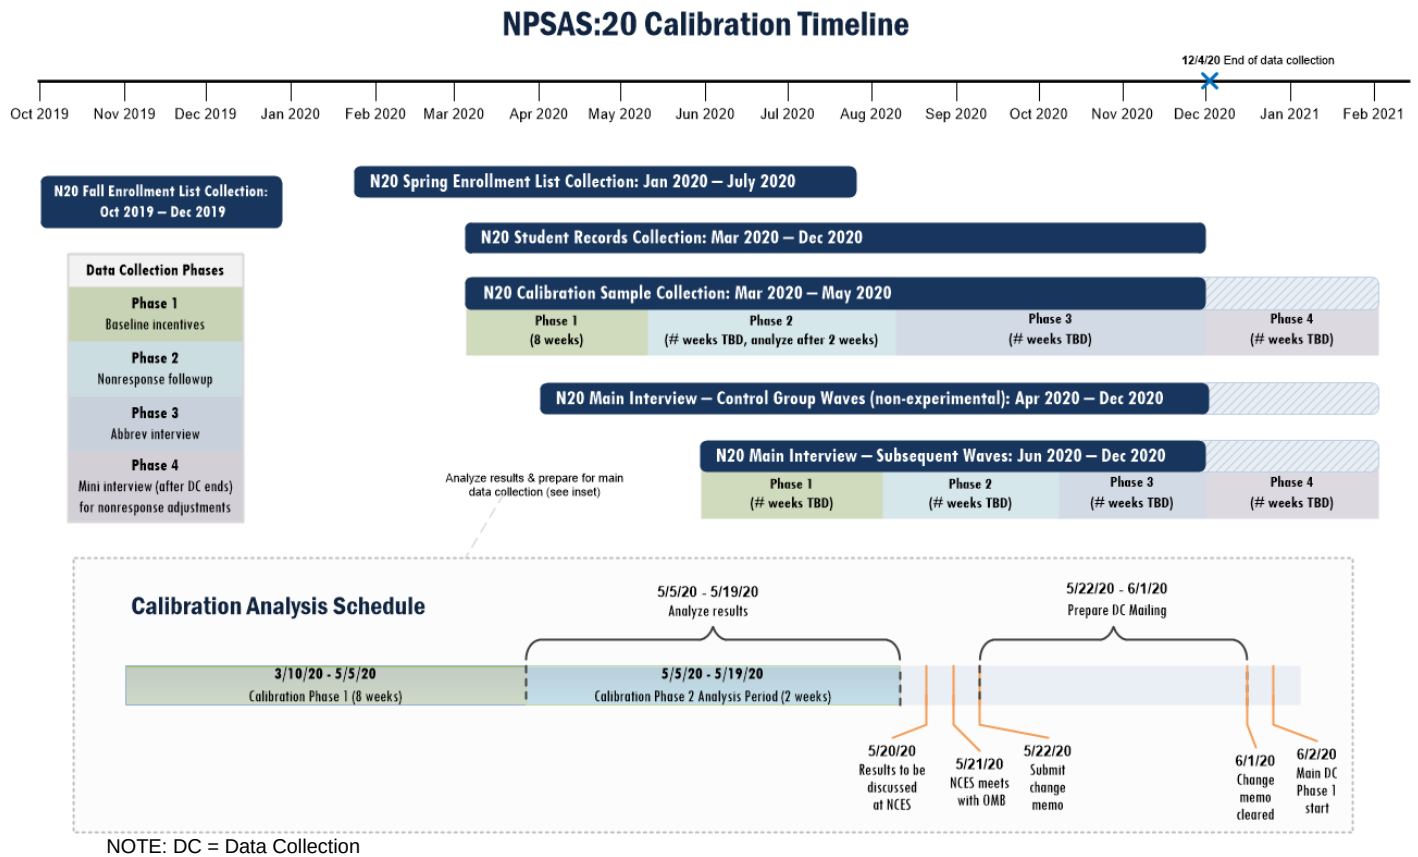 NPSAS:20 Calibration Timeline
12/4/20 End of data collection
Oct 2019 Nov 2019 Dec 2019 Jan 2020 Feb 2020 Mar 2020 Apr 2020 May 2020 Jun 2020 Jul 2020 Aug 2020 Sep 2020 Oct 2020 Nov 2020 Dec 2020 Jan 2021 Feb 2021
N20 Fall Enrollment List Collection:
Oct 2019 – Dec 2019
N20 Spring Enrollment List Collection: Jan 2020 – July 2020
N20 Student Records Collection: Mar 2020 – Dec 2020
Data Collection Phases
Phase 1
Baseline incentives
Phase 2
Nonresponse followup
Phase 3
Abbrev interview
Phase 4
Mini interview (after DC ends)
for nonresponse adjustments
N20 Calibration Sample Collection: Mar 2020 – May 2020
Phase 1
(8 weeks)
Phase 2
(# weeks TBD, analyze after 2 weeks)
Phase 3
(# weeks TBD)
Phase 4
(# weeks TBD)
N20 Main Interview – Control Group Waves (non-experimental): Apr 2020 – Dec 2020
N20 Main Interview – Subsequent Waves: Jun 2020 – Dec 2020
Phase 1
(# weeks TBD)
Phase 2
(# weeks TBD)
Phase 3
(# weeks TBD)
Phase 4
(# weeks TBD)
Analyze results & prepare for main
data collection (see inset)
Calibration Analysis Schedule
5/5/20 - 5/19/20
Analyze results
5/22/20 - 6/1/20
Prepare DC Mailing
3/10/20 - 5/5/20
Calibration Phase 1 (8 weeks)
5/5/20 - 5/19/20
Calibration Phase 2 Analysis Period (2 weeks)
5/20/20
Results to be
discussed
at NCES
5/21/20
NCES meets
with OMB
5/22/20
Submit
change
memo
6/1/20
Change
memo
cleared
6/2/20
Main DC
Phase 1
start
NOTE: DC = Data Collection